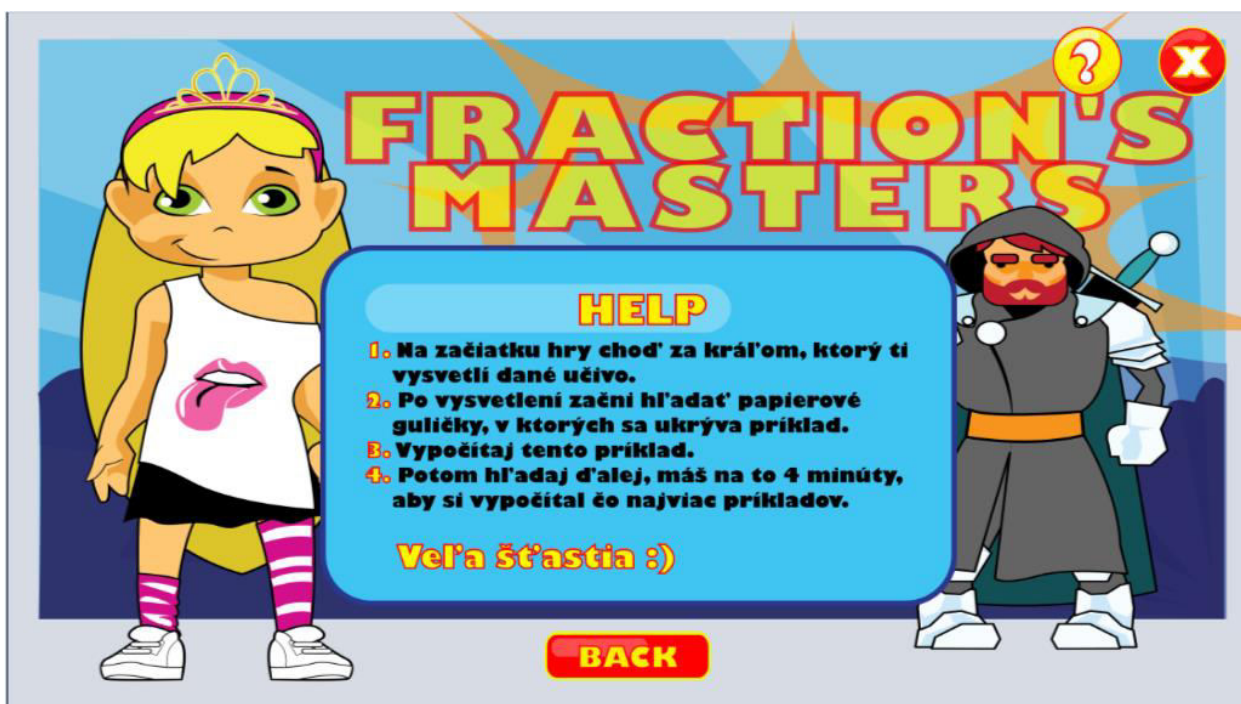 ?
X
FRACTION'S
MASTERS
HELP
1. Na začiatku hry choď za kráľom, ktorý ti
vysvetlí dané učivo.
2. Po vysvetlení začni hľadať papierové
guličky, v ktorých sa ukrýva príklad.
3. Vypočítaj tento príklad.
4. Potom hľadaj ďalej, máš na to 4 minúty,
aby si vypočítal čo najviac príkladov.
Veľa šťastia :)
BACK